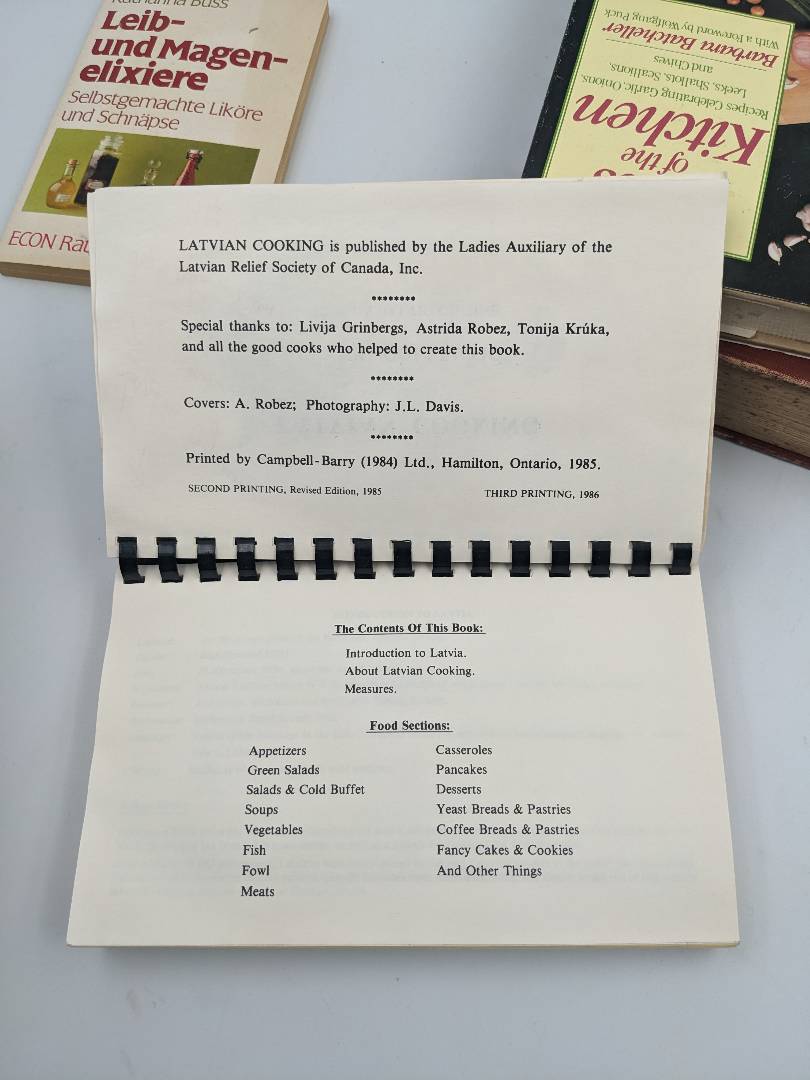 Katharina Buss
Leib-
und Magen-
elixiere
Selbstgemachte Liköre
und Schnäpse
ECON
of the
Kitchen
Recipes Celebrating Garlic, Onions,
Leeks, Shallots, Scallions,
and Chives
Barbara Batcheller
With a Foreword by Wolfgang Puck
LATVIAN COOKING is published by the Ladies Auxiliary of the
Latvian Relief Society of Canada, Inc.
********
Special thanks to: Livija Grinbergs, Astrida Robez, Tonija Krúka,
and all the good cooks who helped to create this book.
********
Covers: A. Robez; Photography: J.L. Davis.
********
Printed by Campbell-Barry (1984) Ltd., Hamilton, Ontario, 1985.
SECOND PRINTING, Revised Edition, 1985 THIRD PRINTING, 1986
The Contents Of This Book:
Introduction to Latvia.
About Latvian Cooking.
Measures.
Food Sections:
Appetizers
Green Salads
Salads & Cold Buffet
Soups
Vegetables
Fish
Fowl
Meats
Casseroles
Pancakes
Desserts
Yeast Breads & Pastries
Coffee Breads & Pastries
Fancy Cakes & Cookies
And Other Things